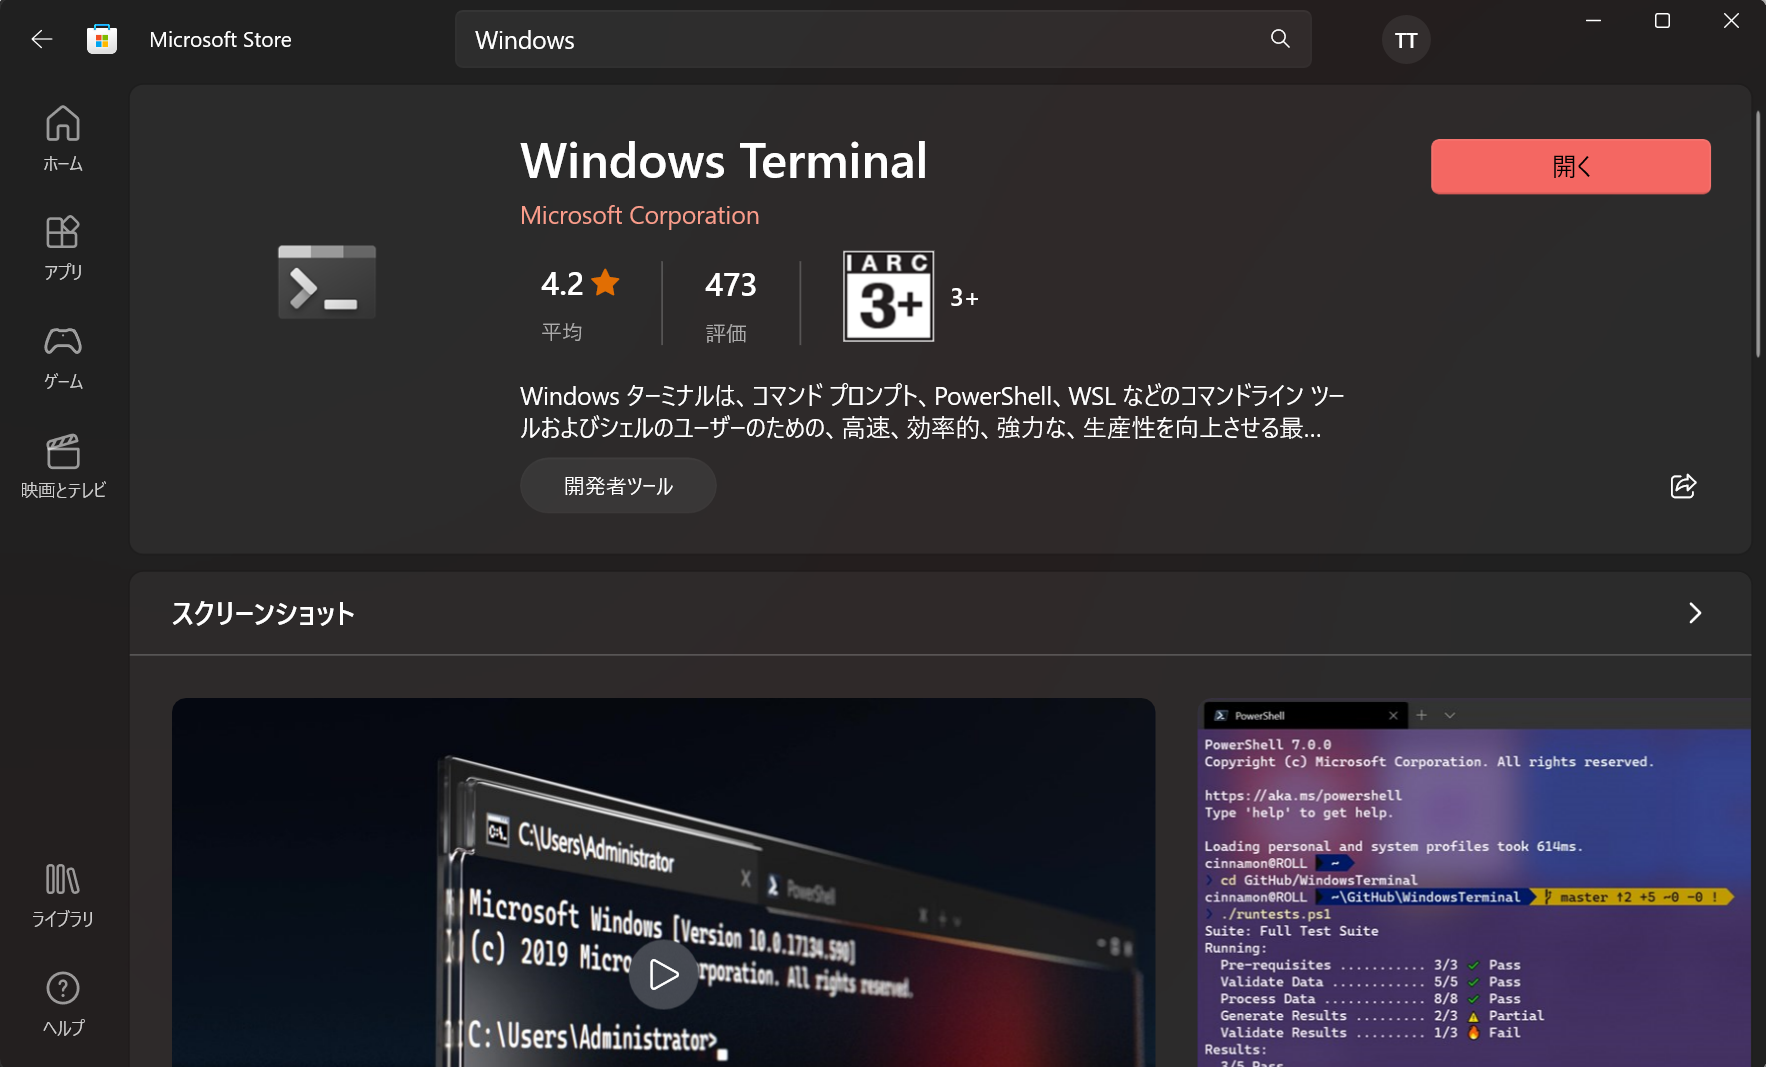 Microsoft Store
Windows
TT
ホーム
アプリ
ゲーム
映画とテレビ
ライブラリ
ヘルプ
Windows Terminal
Microsoft Corporation
開く
4.2
平均
473
評価
IARC
3+
3+
Windows ターミナルは、コマンド プロンプト、PowerShell、WSL などのコマンドライン ツー
ルおよびシェルのユーザーのための、高速、効率的、強力な、生産性を向上させる最...
開発者ツール
スクリーンショット
C:\Users\Administrator
PowerShell
Microsoft Windows [Version 10.0.17134.590]
(c) 2019 Micro rporation. All rights reserved.
C:\Users\Administrator>
PowerShell
PowerShell 7.0.0
Copyright (c) Microsoft Corporation. All rights reserved.
https://aka.ms/powershell
Type 'help' to get help.
Loading personal and system profiles took 614ms.
cinnamon@ROLL ~
> cd GitHub/WindowsTerminal
cinnamon@ROLL ~\GitHub\WindowsTerminal master ↑2 +5 ~0 -0 !
> ./runtests.ps1
Suite: Full Test Suite
Running:
Pre-requisites ........... 3/3 ✓ Pass
Validate Data ............ 5/5 ✓ Pass
Process Data ............. 8/8 ✓ Pass
Generate Results ......... 2/3 ⚠ Partial
Validate Results ......... 1/3 🔥 Fail
Results:
3/5 Pass